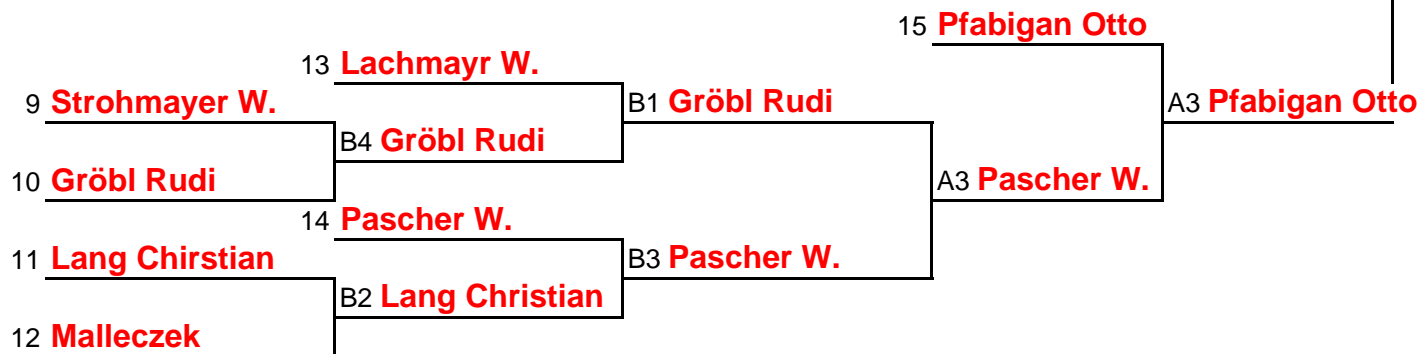 15 Pfabigan Otto
13 Lachmayr W.
9 Strohmayer W.
B1 Gröbl Rudi
A3 Pfabigan Otto
B4 Gröbl Rudi
10 Gröbl Rudi
A3 Pascher W.
14 Pascher W.
11 Lang Chirstian
B3 Pascher W.
B2 Lang Christian
12 Malleczek